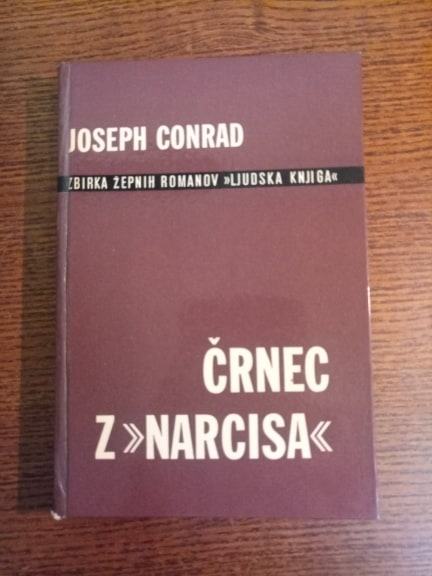 JOSEPH CONRAD
ZBIRKA ŽEPNIH ROMANOV »LJUDSKA KNJIGA«
ČRNEC
Z »NARCISA«